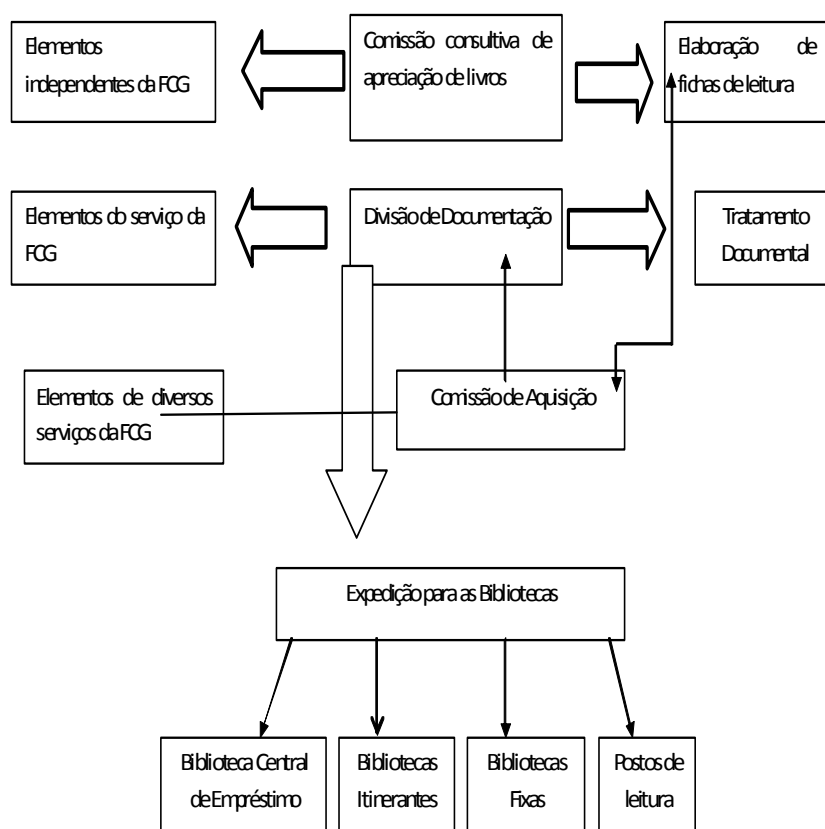 Elementos
independentes da FCG
Comissão consultiva de
apreciação de livros
Elaboração de
fichas de leitura
Elementos do serviço da
FCG
Divisão de Documentação
Tratamento
Documental
Elementos de diversos
serviços da FCG
Comissão de Aquisição
Expedição para as Bibliotecas
Biblioteca Central
de Empréstimo
Bibliotecas
Itinerantes
Bibliotecas
Fixas
Postos de
leitura